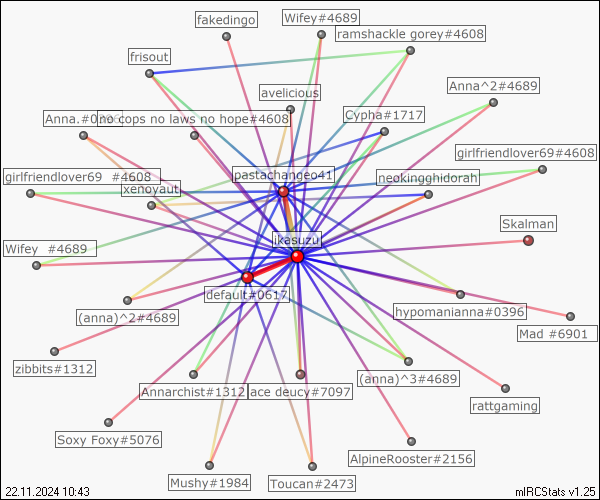 fakedingo
Wifey#4689
ramshackle gorey#4608
frisout
avelicious
Anna^2#4689
Anna.#0
no cops no laws no hope#4608
Cypha#1717
girlfriendlover69#4608
pastachangeo41
girlfriendlover69 #4608
xenoyaut
neokingghidorah
Skalman
ikasuzu
Wifey #4689
default#0617
hypomanianna#0396
(anna)^2#4689
Mad #6901
zibbits#1312
Annarchist#1312
ace deucy#7097
(anna)^3#4689
rattgaming
Soxy Foxy#5076
AlpineRooster#2156
Mushy#1984
Toucan#2473
22.11.2024 10:43
mIRCStats v1.25